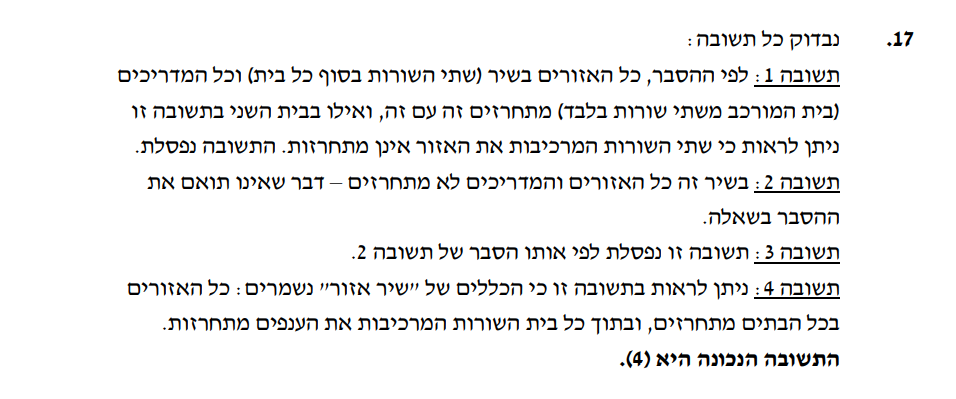 17. נבדוק כל תשובה:
תשובה 1: לפי ההסבר, כל האזורים בשיר (שתי השורות בסוף כל בית) וכל המדריכים
(בית המורכב משתי שורות בלבד) מתחרזים זה עם זה, ואילו בבית השני בתשובה זו
ניתן לראות כי שתי השורות המרכיבות את האזור אינן מתחרזות. התשובה נפסלת.
תשובה 2: בשיר זה כל האזורים והמדריכים לא מתחרזים – דבר שאינו תואם את
ההסבר בשאלה.
תשובה 3: תשובה זו נפסלת לפי אותו הסבר של תשובה 2.
תשובה 4: ניתן לראות בתשובה זו כי הכללים של "שיר אזור" נשמרים: כל האזורים
בכל הבתים מתחרזים, ובתוך כל בית השורות המרכיבות את הענפים מתחרזות.
התשובה הנכונה היא (4).